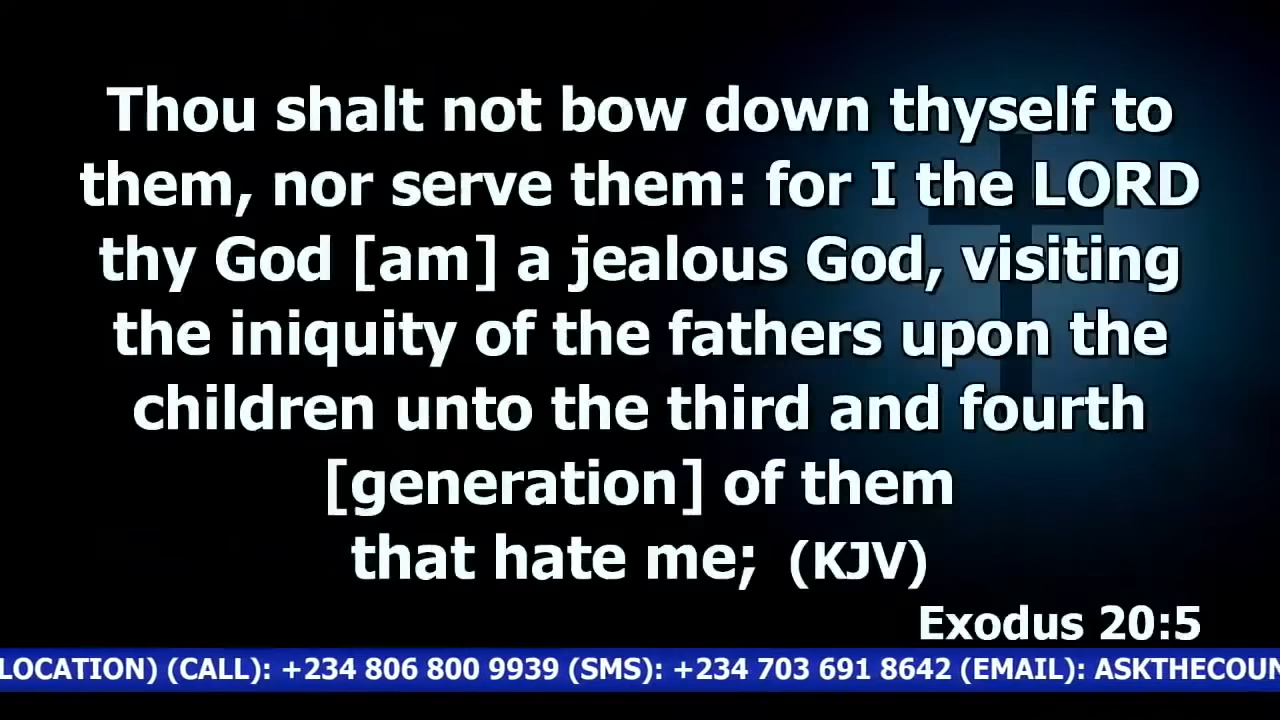 Thou shalt not bow down thyself to
them, nor serve them: for I the LORD
thy God [am] a jealous God, visiting
the iniquity of the fathers upon the
children unto the third and fourth
[generation] of them
that hate me; (KJV)
Exodus 20:5
LOCATION) (CALL): +234 806 800 9939 (SMS): +234 703 691 8642 (EMAIL): ASKTHECOUN